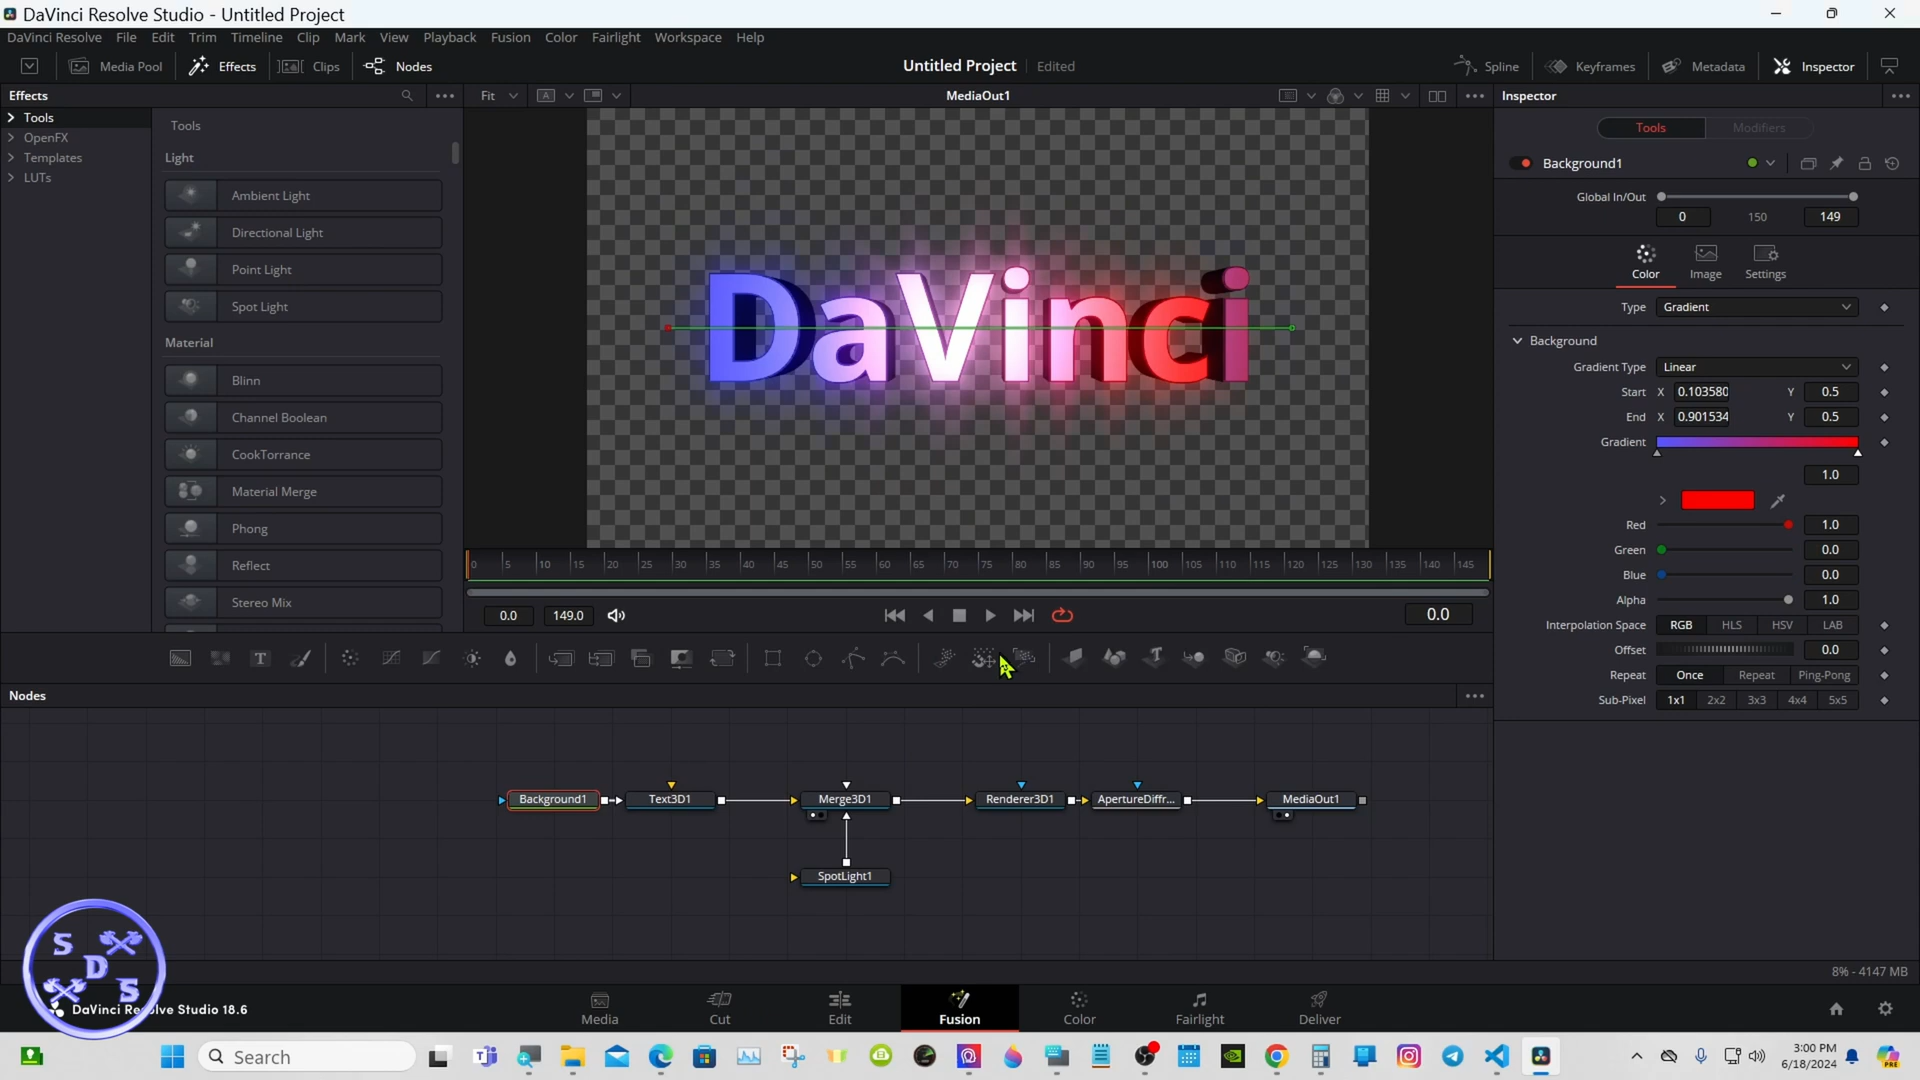 DaVinci Resolve Studio - Untitled Project
DaVinci Resolve File Edit Trim Timeline Clip Mark View Playback Fusion Color Fairlight Workspace Help
Media Pool Effects Clips Nodes Untitled Project Edited Spline Keyframes Metadata Inspector
Effects Fit A MediaOut1 Inspector
Tools
OpenFX
Templates
LUTs
Tools
Light
Ambient Light
Directional Light
Point Light
Spot Light
Material
Blinn
Channel Boolean
CookTorrance
Material Merge
Phong
Reflect
Stereo Mix
DaVinci
0 5 10 15 20 25 30 35 40 45 50 55 60 65 70 75 80 85 90 95 100 105 110 115 120 125 130 135 140 145
0.0 149.0 0.0
T T
Tools Modifiers
Background1
Global In/Out
0 150 149
Color Image Settings
Type Gradient
Background
Gradient Type Linear
Start X 0.103580 Y 0.5
End X 0.901534 Y 0.5
Gradient
1.0
Red 1.0
Green 0.0
Blue 0.0
Alpha 1.0
Interpolation Space RGB HLS HSV LAB
Offset 0.0
Repeat Once Repeat Ping-Pong
Sub-Pixel 1x1 2x2 3x3 4x4 5x5
Nodes
Background1 Text3D1 Merge3D1 Renderer3D1 ApertureDiffr... MediaOut1
SpotLight1
8% - 4147 MB
S
D
S
DaVinci Resolve Studio 18.6
Media Cut Edit Fusion Color Fairlight Deliver
Search
3:00 PM
6/18/2024
PRE